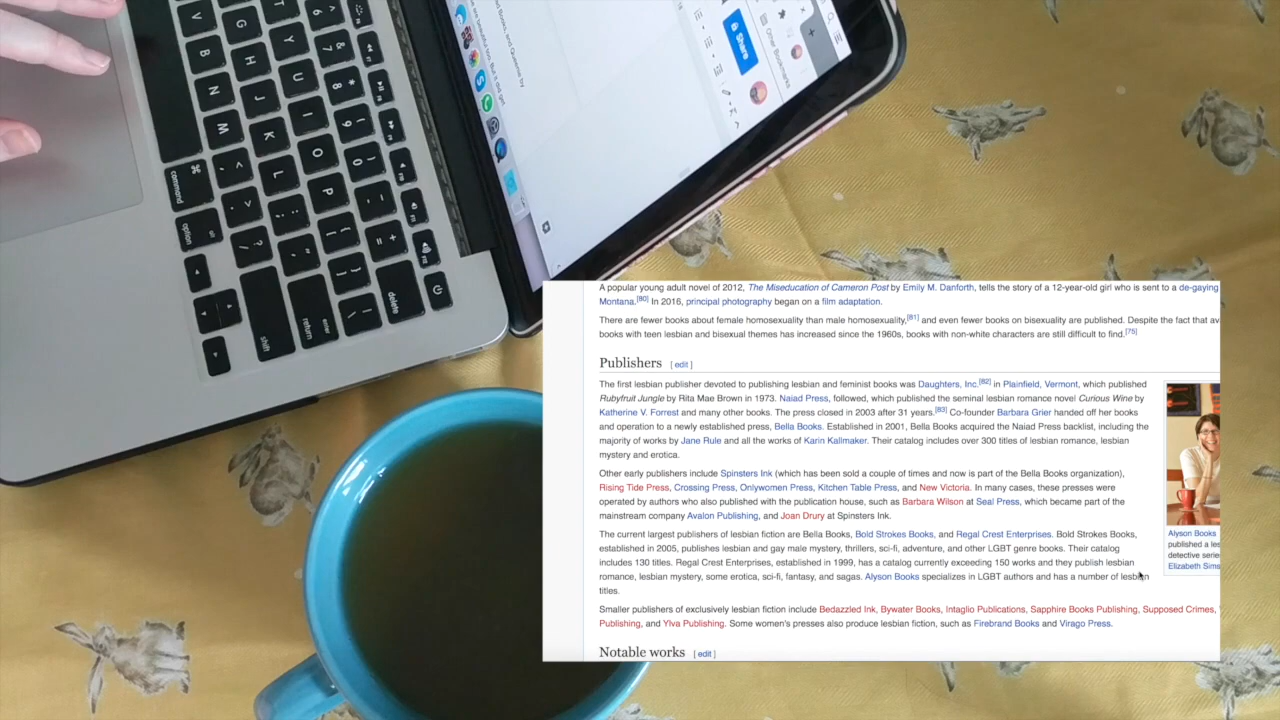 V
G
T
6
B
H
Y
7
&
N
J
U
8
*
M
K
I
9
(
<
,
L
O
0
)
command
⌘
>
.
:
;
P
-
option
?
/
"
'
{
[
+
=
shift
return
enter
}
]
|
\
delete
Share
A popular young adult novel of 2012, The Miseducation of Cameron Post by Emily M. Danforth, tells the story of a 12-year-old girl who is sent to a de-gaying
Montana.[80] In 2016, principal photography began on a film adaptation.
There are fewer books about female homosexuality than male homosexuality,[81] and even fewer books on bisexuality are published. Despite the fact that av
books with teen lesbian and bisexual themes has increased since the 1960s, books with non-white characters are still difficult to find.[75]
Publishers [ edit ]
The first lesbian publisher devoted to publishing lesbian and feminist books was Daughters, Inc.[82] in Plainfield, Vermont, which published
Rubyfruit Jungle by Rita Mae Brown in 1973. Naiad Press, followed, which published the seminal lesbian romance novel Curious Wine by
Katherine V. Forrest and many other books. The press closed in 2003 after 31 years.[83] Co-founder Barbara Grier handed off her books
and operation to a newly established press, Bella Books. Established in 2001, Bella Books acquired the Naiad Press backlist, including the
majority of works by Jane Rule and all the works of Karin Kallmaker. Their catalog includes over 300 titles of lesbian romance, lesbian
mystery and erotica.
Other early publishers include Spinsters Ink (which has been sold a couple of times and now is part of the Bella Books organization),
Rising Tide Press, Crossing Press, Onlywomen Press, Kitchen Table Press, and New Victoria. In many cases, these presses were
operated by authors who also published with the publication house, such as Barbara Wilson at Seal Press, which became part of the
mainstream company Avalon Publishing, and Joan Drury at Spinsters Ink.
The current largest publishers of lesbian fiction are Bella Books, Bold Strokes Books, and Regal Crest Enterprises. Bold Strokes Books,
established in 2005, publishes lesbian and gay male mystery, thrillers, sci-fi, adventure, and other LGBT genre books. Their catalog
includes 130 titles. Regal Crest Enterprises, established in 1999, has a catalog currently exceeding 150 works and they publish lesbian
romance, lesbian mystery, some erotica, sci-fi, fantasy, and sagas. Alyson Books specializes in LGBT authors and has a number of lesbian
titles.
Alyson Books
published a les
detective serie
Elizabeth Sims
Smaller publishers of exclusively lesbian fiction include Bedazzled Ink, Bywater Books, Intaglio Publications, Sapphire Books Publishing, Supposed Crimes,
Publishing, and Ylva Publishing. Some women's presses also produce lesbian fiction, such as Firebrand Books and Virago Press.
Notable works [ edit ]